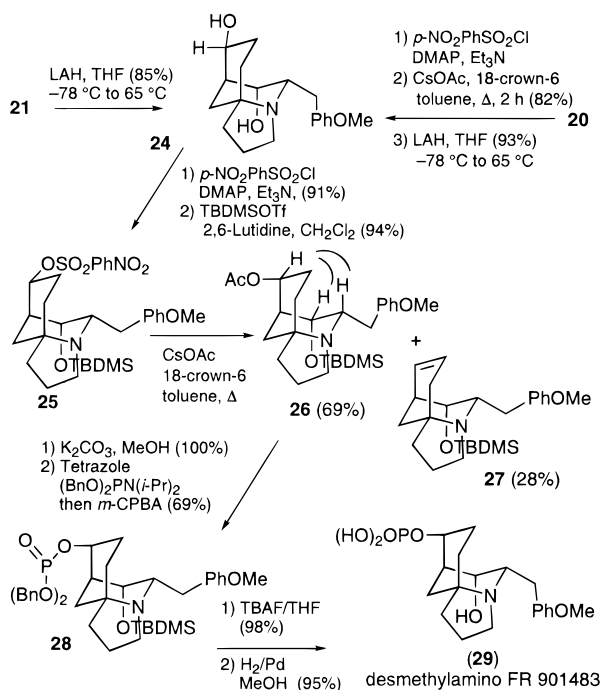 HO
H
N
HO
PhOMe
24
LAH, THF (85%)
–78 °C to 65 °C
21
1) p-NO2PhSO2Cl
DMAP, Et3N
2) CsOAc, 18-crown-6
toluene, Δ, 2 h (82%)
20
3) LAH, THF (93%)
–78 °C to 65 °C
1) p-NO2PhSO2Cl
DMAP, Et3N, (91%)
2) TBDMSOTf
2,6-Lutidine, CH2Cl2 (94%)
OSO2PhNO2
PhOMe
N
OTBDMS
25
CsOAc
18-crown-6
toluene, Δ
H
AcO
H
H
PhOMe
N
OTBDMS
26 (69%)
+
PhOMe
N
OTBDMS
27 (28%)
1) K2CO3, MeOH (100%)
2) Tetrazole
(BnO)2PN(i-Pr)2
then m-CPBA (69%)
O
O
P
(BnO)2
PhOMe
N
OTBDMS
28
1) TBAF/THF
(98%)
2) H2/Pd
MeOH (95%)
(HO)2OPO
N
HO
PhOMe
(29)
desmethylamino FR 901483